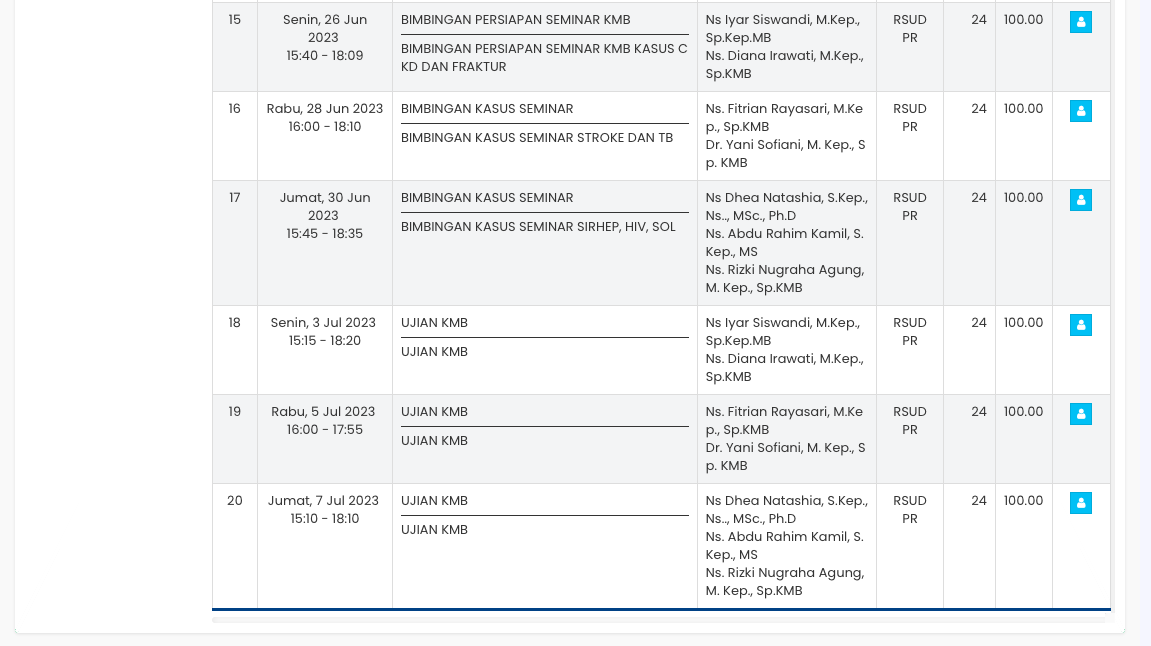 15
Senin, 26 Jun
2023
15:40 - 18:09
BIMBINGAN PERSIAPAN SEMINAR KMB
BIMBINGAN PERSIAPAN SEMINAR KMB KASUS C
KD DAN FRAKTUR
Ns Iyar Siswandi, M.Kep.,
Sp.Kep.MB
Ns. Diana Irawati, M.Kep.,
Sp.KMB
RSUD
PR
24
100.00
16
Rabu, 28 Jun 2023
16:00 - 18:10
BIMBINGAN KASUS SEMINAR
BIMBINGAN KASUS SEMINAR STROKE DAN TB
Ns. Fitrian Rayasari, M.Ke
p., Sp.KMB
Dr. Yani Sofiani, M. Kep., S
p. KMB
RSUD
PR
24
100.00
17
Jumat, 30 Jun
2023
15:45 - 18:35
BIMBINGAN KASUS SEMINAR
BIMBINGAN KASUS SEMINAR SIRHEP, HIV, SOL
Ns Dhea Natashia, S.Kep.,
Ns.., MSc., Ph.D
Ns. Abdu Rahim Kamil, S.
Kep., MS
Ns. Rizki Nugraha Agung,
M. Kep., Sp.KMB
RSUD
PR
24
100.00
18
Senin, 3 Jul 2023
15:15 - 18:20
UJIAN KMB
UJIAN KMB
Ns Iyar Siswandi, M.Kep.,
Sp.Kep.MB
Ns. Diana Irawati, M.Kep.,
Sp.KMB
RSUD
PR
24
100.00
19
Rabu, 5 Jul 2023
16:00 - 17:55
UJIAN KMB
UJIAN KMB
Ns. Fitrian Rayasari, M.Ke
p., Sp.KMB
Dr. Yani Sofiani, M. Kep., S
p. KMB
RSUD
PR
24
100.00
20
Jumat, 7 Jul 2023
15:10 - 18:10
UJIAN KMB
UJIAN KMB
Ns Dhea Natashia, S.Kep.,
Ns.., MSc., Ph.D
Ns. Abdu Rahim Kamil, S.
Kep., MS
Ns. Rizki Nugraha Agung,
M. Kep., Sp.KMB
RSUD
PR
24
100.00